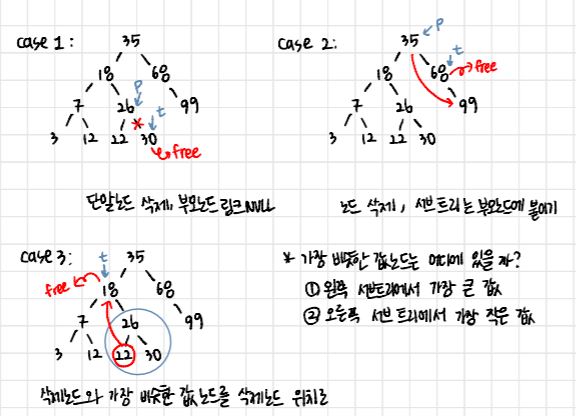 case 1:
35 p
18 68
p
7 26 99
t
3 12 22 30
free
단말노드 삭제, 부모노드 링크 NULL
case 2:
35 p
t
18 68 free
7 26 99
3 12 22 30
노드 삭제, 서브트리는 부모노드에 붙이기
case 3:
t 35
free 18 68
7 26 99
3 12 22 30
삭제노드와 가장 비슷한 값 노드를 삭제노드 위치로
* 가장 비슷한 값노드는 어디에 있을까?
① 왼쪽 서브트리에서 가장 큰 값
② 오른쪽 서브트리에서 가장 작은 값